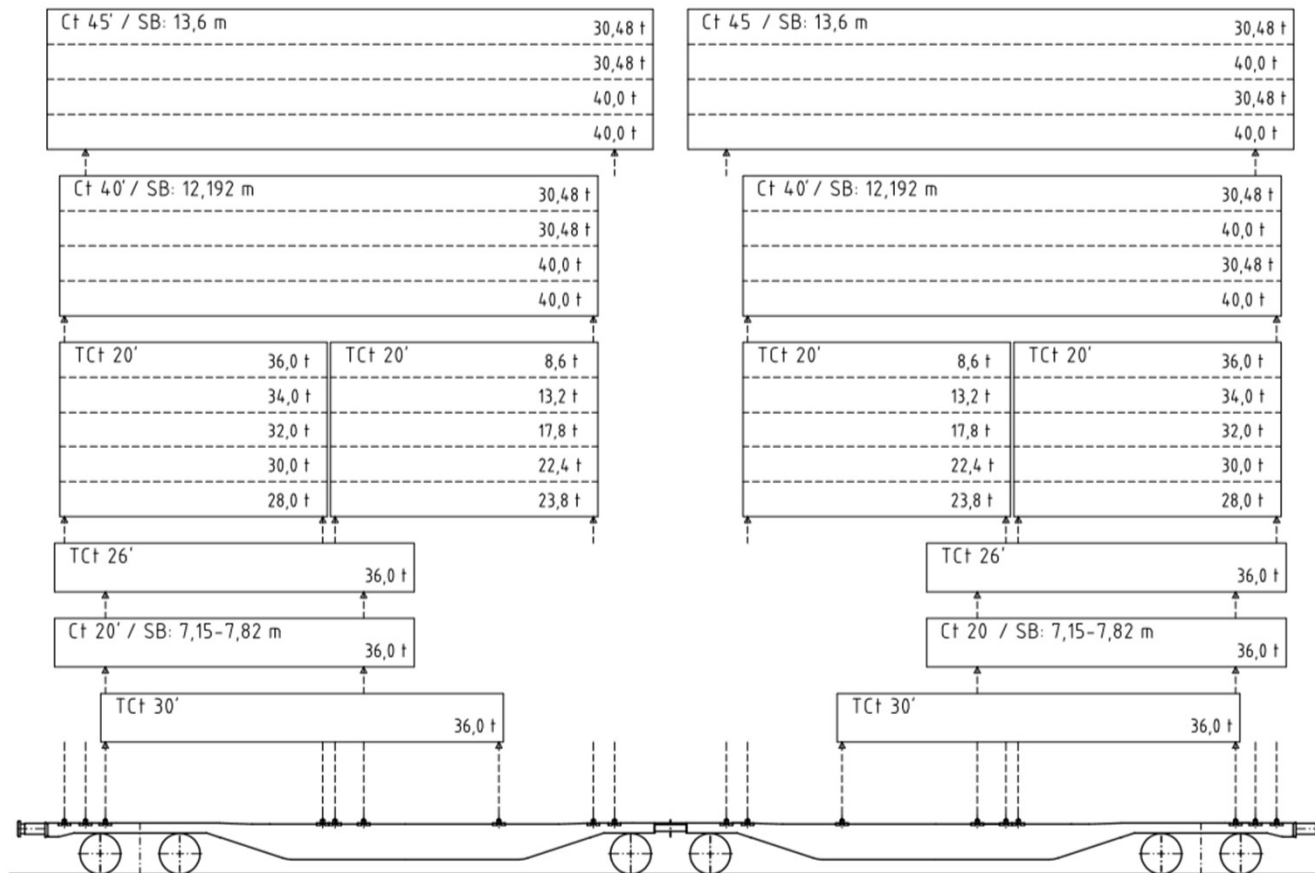 Ct 45' / SB: 13,6 m
30,48 t
30,48 t
40,0 t
40,0 t
Ct 45 / SB: 13,6 m
30,48 t
40,0 t
30,48 t
40,0 t
Ct 40' / SB: 12,192 m
30,48 t
30,48 t
40,0 t
40,0 t
Ct 40' / SB: 12,192 m
30,48 t
40,0 t
30,48 t
40,0 t
TCt 20'
36,0 t
34,0 t
32,0 t
30,0 t
28,0 t
TCt 20'
8,6 t
13,2 t
17,8 t
22,4 t
23,8 t
TCt 20'
8,6 t
13,2 t
17,8 t
22,4 t
23,8 t
TCt 20'
36,0 t
34,0 t
32,0 t
30,0 t
28,0 t
TCt 26'
36,0 t
TCt 26'
36,0 t
Ct 20' / SB: 7,15-7,82 m
36,0 t
Ct 20 / SB: 7,15-7,82 m
36,0 t
TCt 30'
36,0 t
TCt 30'
36,0 t